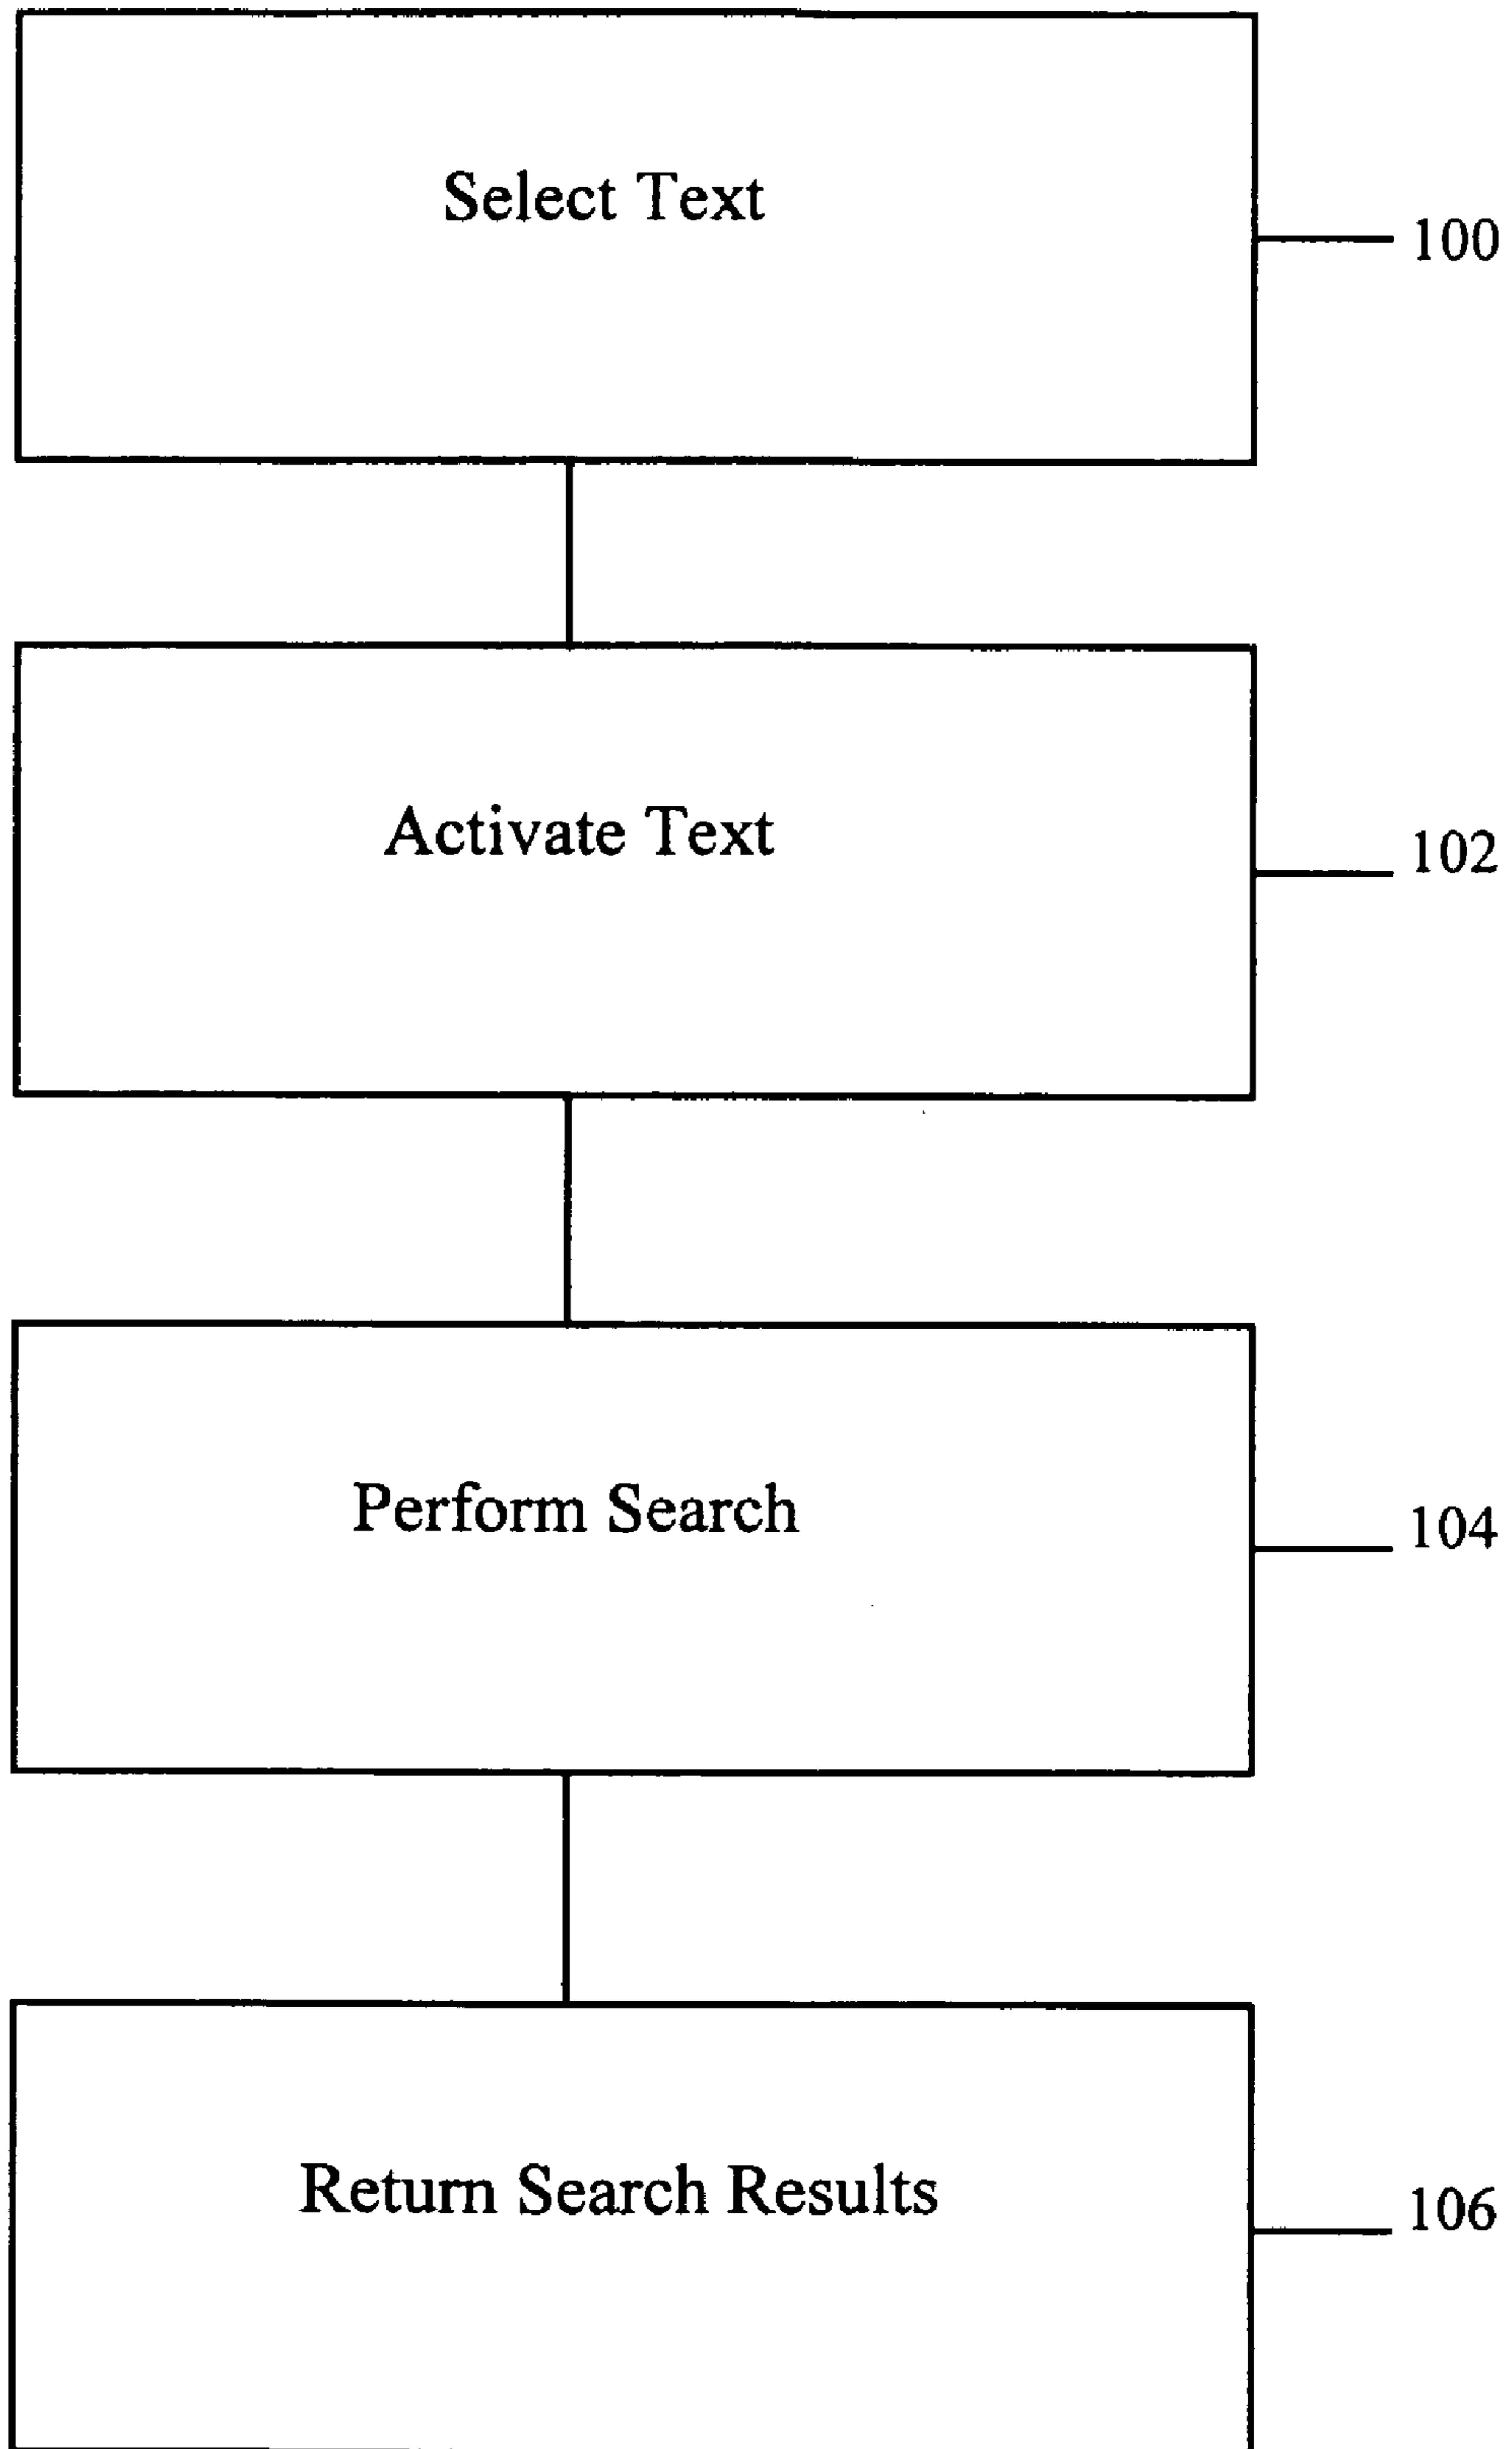 Select Text
100
Activate Text
102
Perform Search
104
Return Search Results
106